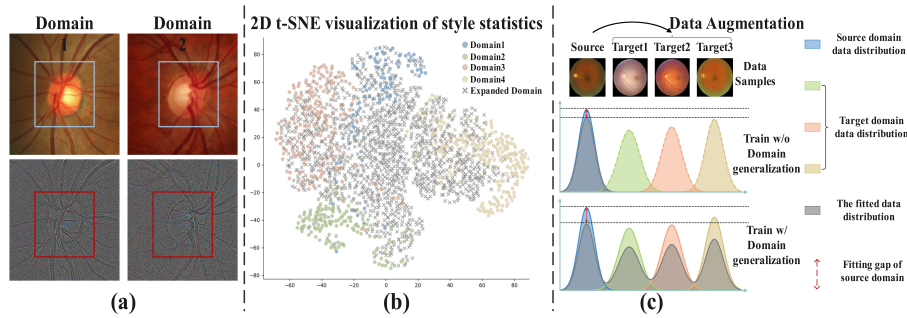 Domain
1
Domain
2
(a)
2D t-SNE visualization of style statistics
Domain1
Domain2
Domain3
Domain4
Expanded Domain
80
60
40
20
0
−20
−40
−60
−80
−60 −40 −20 0 20 40 60 80
(b)
Data Augmentation
Source Target1 Target2 Target3
Data
Samples
Train w/o
Domain
generalization
Train w/
Domain
generalization
(c)
Source domain
data distribution
Target domain
data distribution
The fitted data
distribution
Fitting gap of
source domain